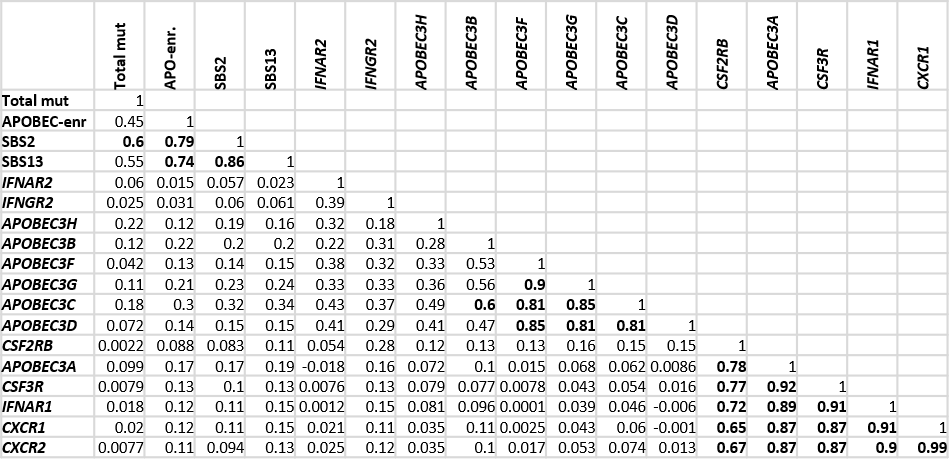 Total mut APO-enr. SBS2 SBS13 IFNAR2 IFNGR2 APOBEC3H APOBEC3B APOBEC3F APOBEC3G APOBEC3C APOBEC3D CSF2RB APOBEC3A CSF3R IFNAR1 CXCR1
Total mut 1
APOBEC-enr 0.45 1
SBS2 0.6 0.79 1
SBS13 0.55 0.74 0.86 1
IFNAR2 0.06 0.015 0.057 0.023 1
IFNGR2 0.025 0.031 0.06 0.061 0.39 1
APOBEC3H 0.22 0.12 0.19 0.16 0.32 0.18 1
APOBEC3B 0.12 0.22 0.2 0.2 0.22 0.31 0.28 1
APOBEC3F 0.042 0.13 0.14 0.15 0.38 0.32 0.33 0.53 1
APOBEC3G 0.11 0.21 0.23 0.24 0.33 0.33 0.36 0.56 0.9 1
APOBEC3C 0.18 0.3 0.32 0.34 0.43 0.37 0.49 0.6 0.81 0.85 1
APOBEC3D 0.072 0.14 0.15 0.15 0.41 0.29 0.41 0.47 0.85 0.81 0.81 1
CSF2RB 0.0022 0.088 0.083 0.11 0.054 0.28 0.12 0.13 0.13 0.16 0.15 0.15 1
APOBEC3A 0.099 0.17 0.17 0.19 -0.018 0.16 0.072 0.1 0.015 0.068 0.062 0.0086 0.78 1
CSF3R 0.0079 0.13 0.1 0.13 0.0076 0.13 0.079 0.077 0.0078 0.043 0.054 0.016 0.77 0.92 1
IFNAR1 0.018 0.12 0.11 0.15 0.0012 0.15 0.081 0.096 0.0001 0.039 0.046 -0.006 0.72 0.89 0.91 1
CXCR1 0.02 0.12 0.11 0.15 0.021 0.11 0.035 0.11 0.0025 0.043 0.06 -0.001 0.65 0.87 0.87 0.91 1
CXCR2 0.0077 0.11 0.094 0.13 0.025 0.12 0.035 0.1 0.017 0.053 0.074 0.013 0.67 0.87 0.87 0.9 0.99